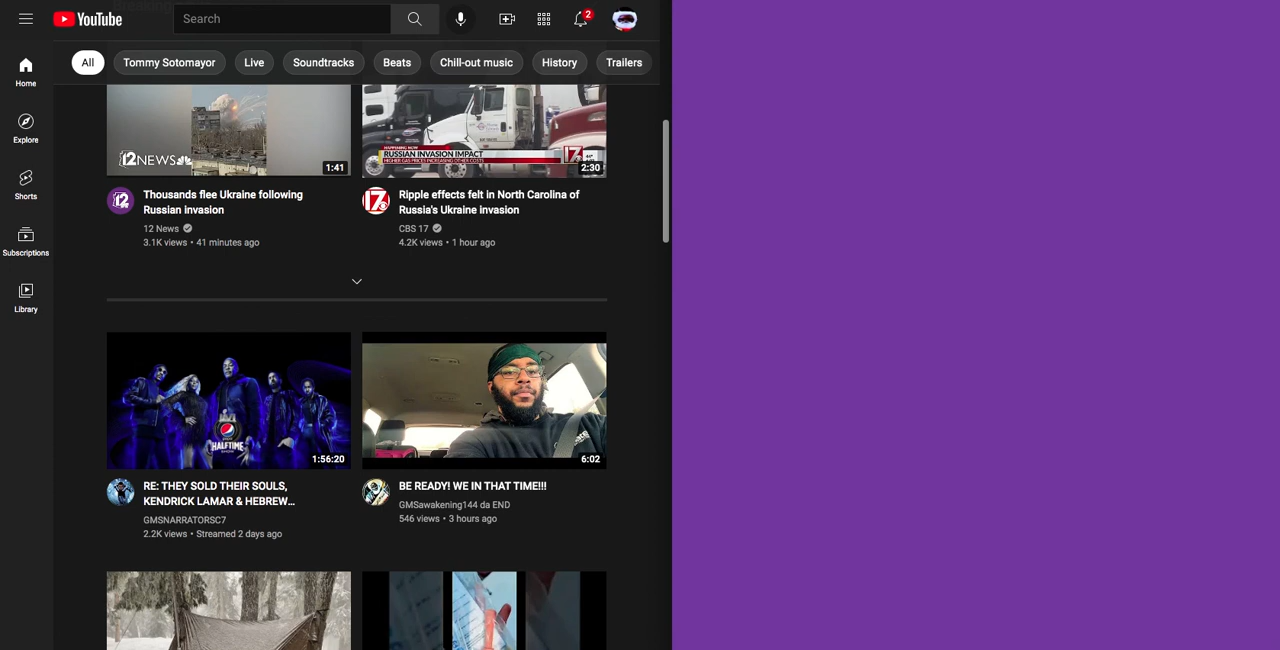 YouTube
Search
2
All
Tommy Sotomayor
Live
Soundtracks
Beats
Chill-out music
History
Trailers
Home
Explore
Shorts
Subscriptions
Library
12 NEWS
1:41
RUSSIAN INVASION IMPACT
2:30
Thousands flee Ukraine following
Russian invasion
12 News
3.1K views • 41 minutes ago
Ripple effects felt in North Carolina of
Russia's Ukraine invasion
CBS 17
4.2K views • 1 hour ago
HALFTIME
1:56:20
6:02
RE: THEY SOLD THEIR SOULS,
KENDRICK LAMAR & HEBREW...
GMSNARRATORSC7
2.2K views • Streamed 2 days ago
BE READY! WE IN THAT TIME!!!
GMSawakening144 da END
546 views • 3 hours ago